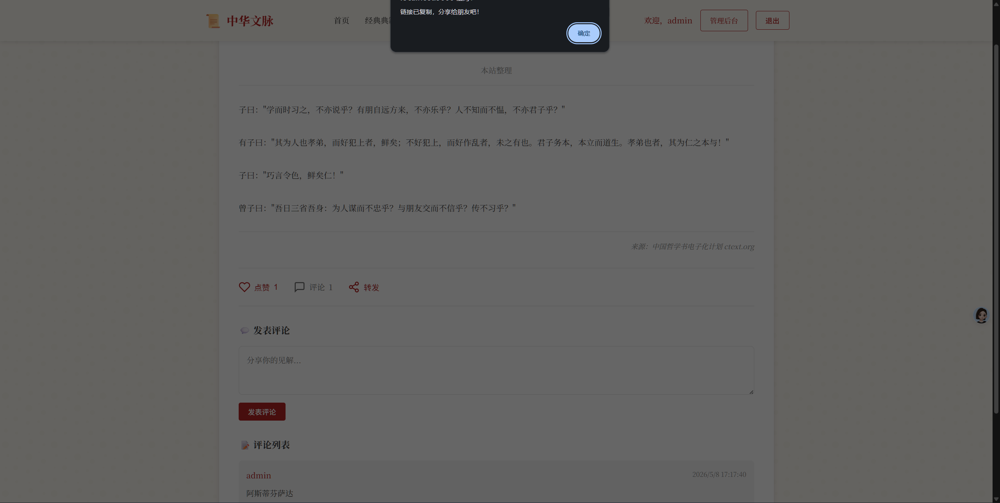 链接已复制，分享给朋友吧！
确定
中华文脉
首页
欢迎，admin
管理后台
退出
本站整理
子曰："学而时习之，不亦说乎？有朋自远方来，不亦乐乎？人不知而不愠，不亦君子乎？"
有子曰："其为人也孝弟，而好犯上者，鲜矣；不好犯上，而好作乱者，未之有也。君子务本，本立而道生。孝弟也者，其为仁之本与！"
子曰："巧言令色，鲜矣仁！"
曾子曰："吾日三省吾身：为人谋而不忠乎？与朋友交而不信乎？传不习乎？"
来源：中国哲学书电子化计划 ctext.org
点赞 1
评论 1
转发
发表评论
分享你的见解...
发表评论
评论列表
admin
2026/5/8 17:17:40
阿斯蒂芬萨达